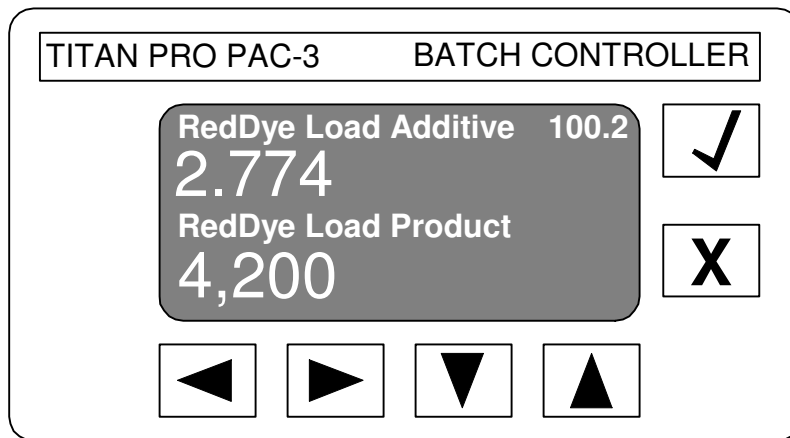 TITAN PRO PAC-3 BATCH CONTROLLER
RedDye Load Additive 100.2
2.774
RedDye Load Product
4,200
X